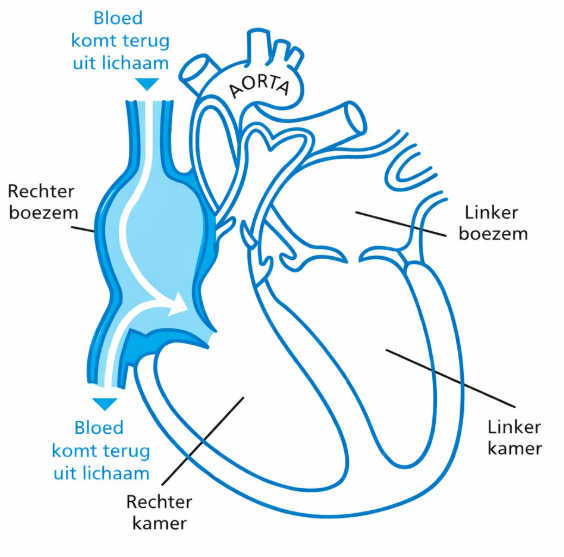 Bloed
komt terug
uit lichaam
AORTA
Rechter
boezem
Linker
boezem
Linker
kamer
Bloed
komt terug
uit lichaam
Rechter
kamer